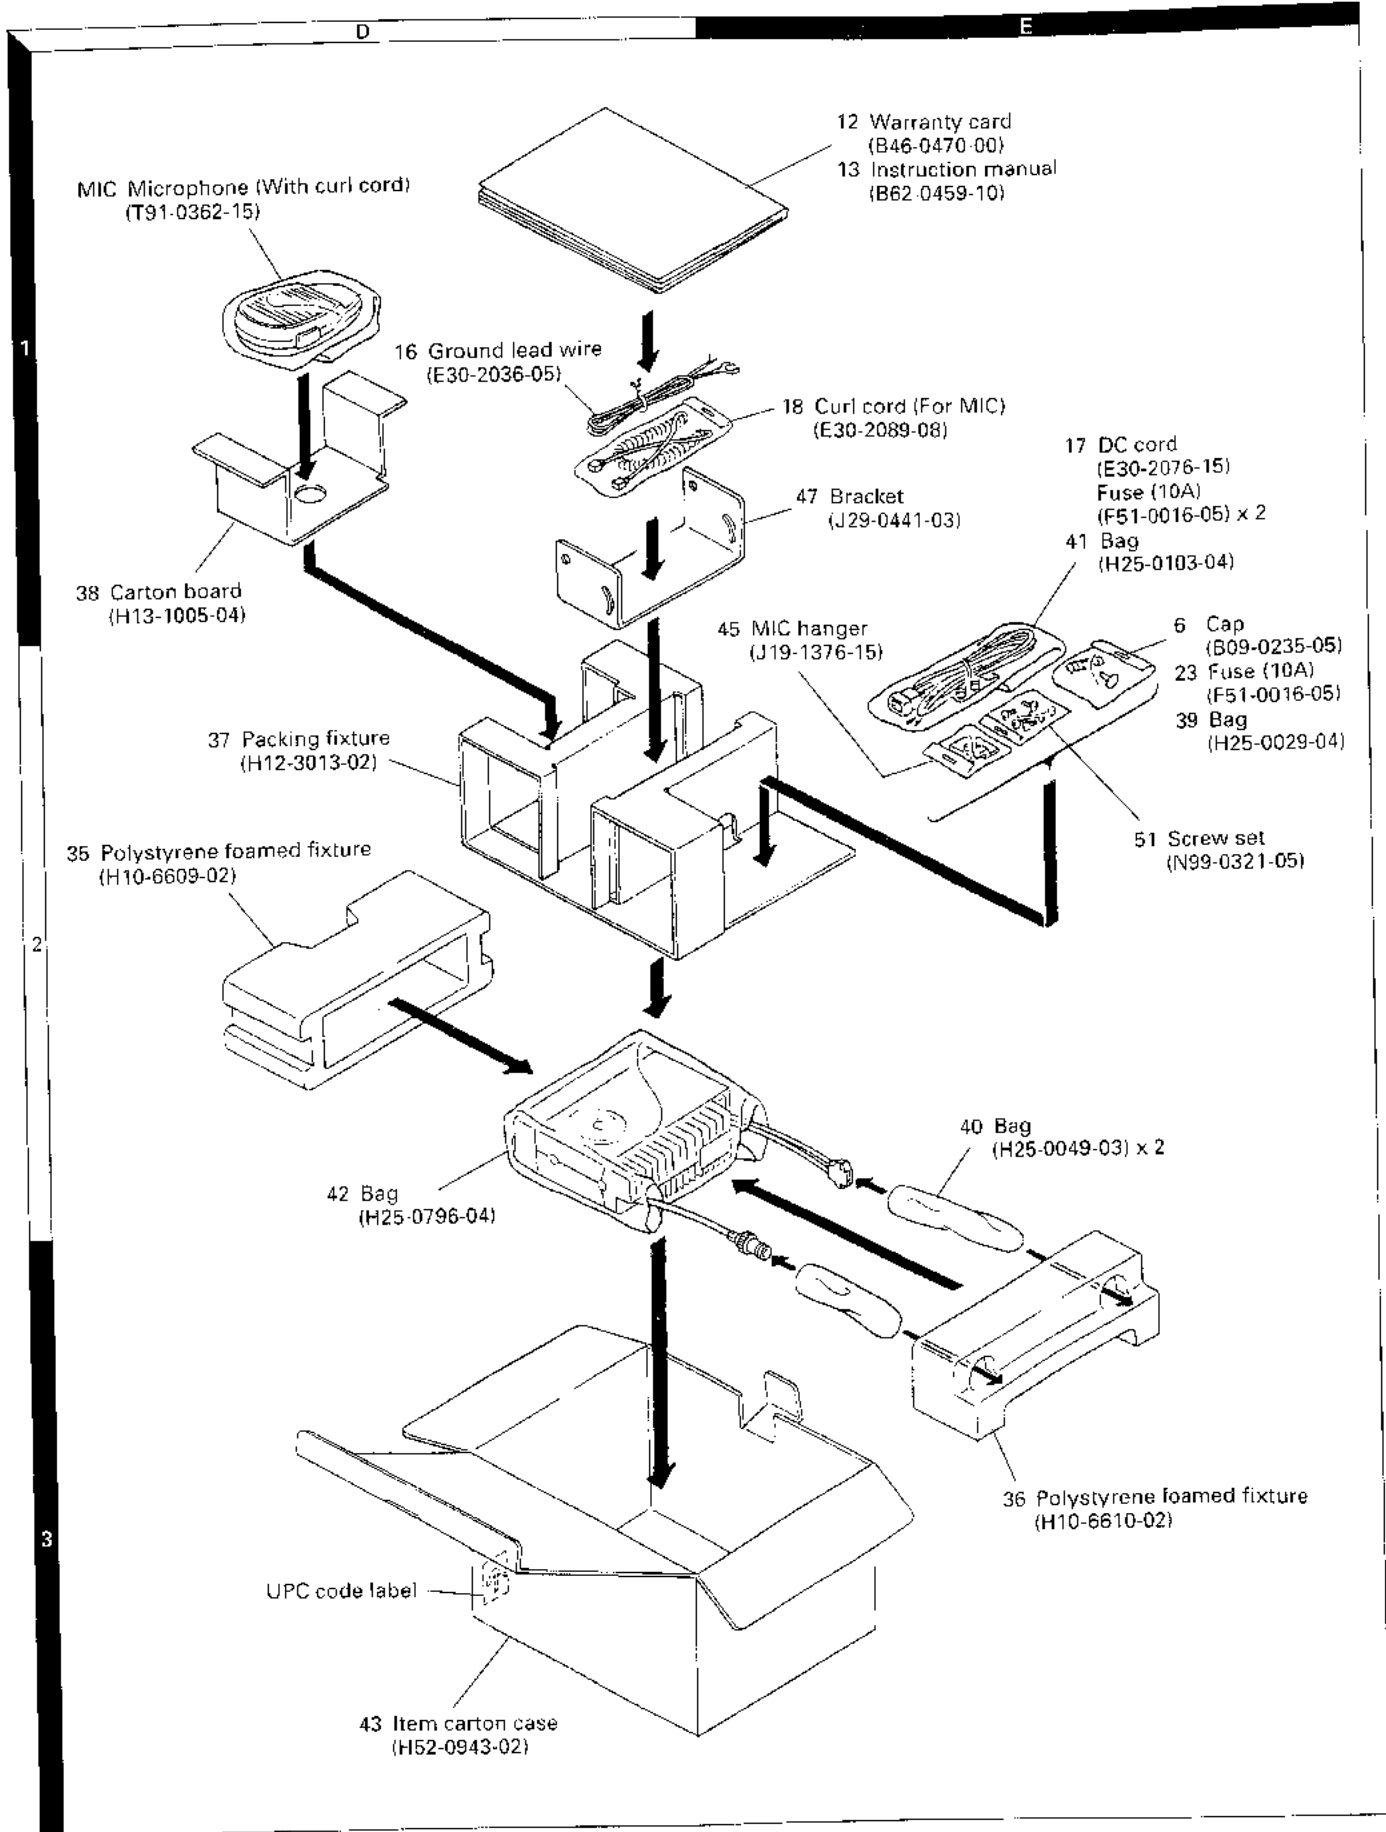 D
E
12 Warranty card
(B46-0470-00)
13 Instruction manual
(B62-0459-10)
MIC Microphone (With curl cord)
(T91-0362-15)
1
16 Ground lead wire
(E30-2036-05)
18 Curl cord (For MIC)
(E30-2089-08)
17 DC cord
(E30-2076-15)
Fuse (10A)
(F51-0016-05) x 2
41 Bag
(H25-0103-04)
47 Bracket
(J29-0441-03)
38 Carton board
(H13-1005-04)
45 MIC hanger
(J19-1376-15)
6 Cap
(B09-0235-05)
23 Fuse (10A)
(F51-0016-05)
39 Bag
(H25-0029-04)
37 Packing fixture
(H12-3013-02)
51 Screw set
(N99-0321-05)
35 Polystyrene foamed fixture
(H10-6609-02)
2
40 Bag
(H25-0049-03) x 2
42 Bag
(H25-0796-04)
36 Polystyrene foamed fixture
(H10-6610-02)
3
UPC code label
43 Item carton case
(H52-0943-02)